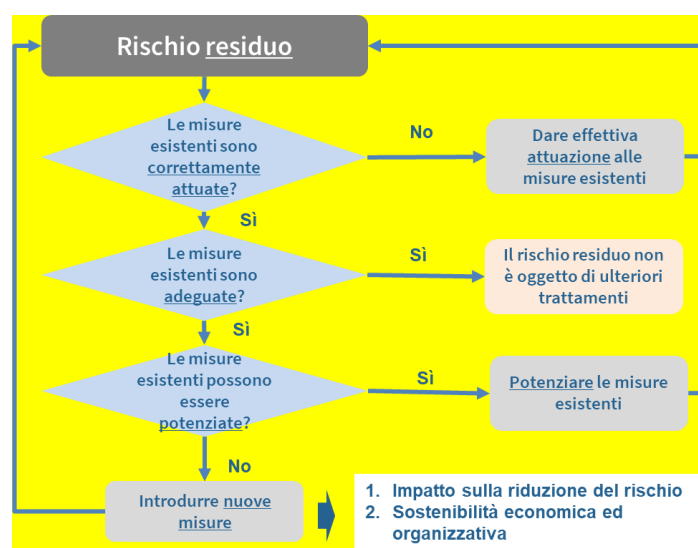 Rischio residuo
Le misure
esistenti sono
correttamente
attuate?
No
Dare effettiva
attuazione alle
misure esistenti
Sì
Le misure
esistenti sono
adeguate?
Sì
Il rischio residuo non
è oggetto di ulteriori
trattamenti
Sì
Le misure
esistenti possono
essere
potenziate?
Sì
Potenziare le misure
esistenti
No
Introdurre nuove
misure
1. Impatto sulla riduzione del rischio
2. Sostenibilità economica ed
organizzativa